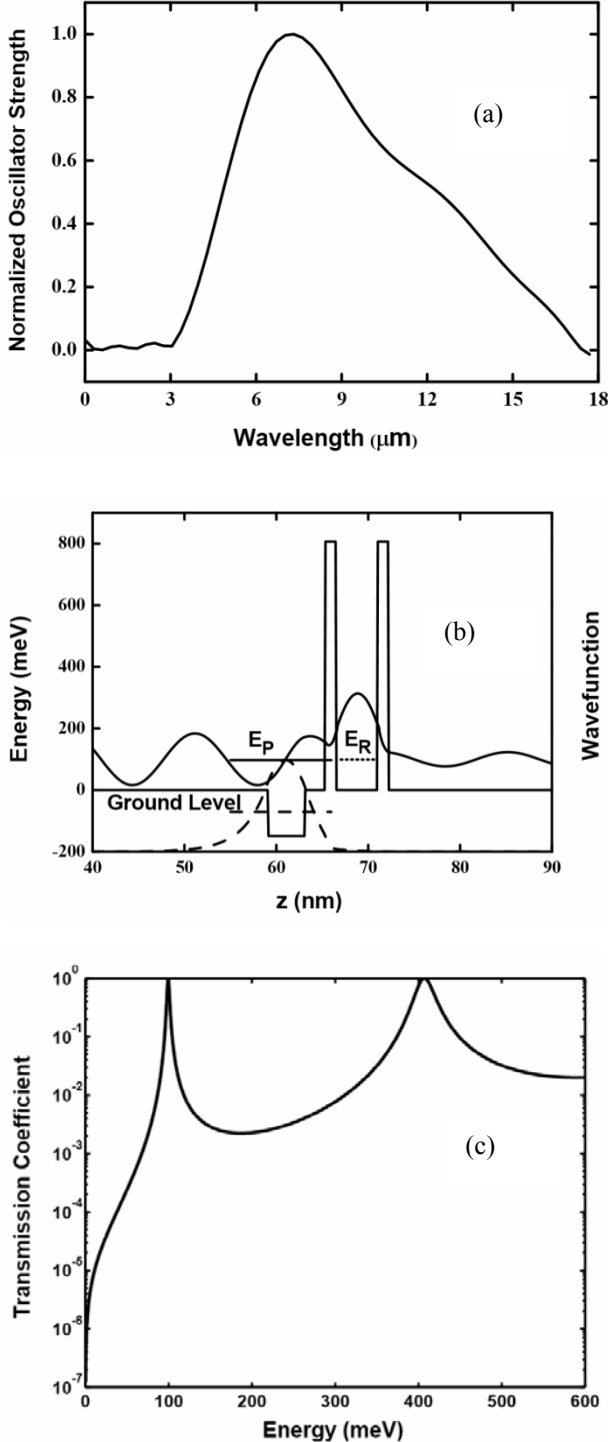 Normalized Oscillator Strength
1.0
0.8
0.6
0.4
0.2
0.0
(a)
0 3 6 9 12 15 18
Wavelength (μm)
Energy (meV)
800
600
400
200
0
-200
(b)
E_P
E_R
Ground Level
Wavefunction
40 50 60 70 80 90
z (nm)
Transmission Coefficient
10^0
10^-1
10^-2
10^-3
10^-4
10^-5
10^-6
10^-7
(c)
0 100 200 300 400 500 600
Energy (meV)